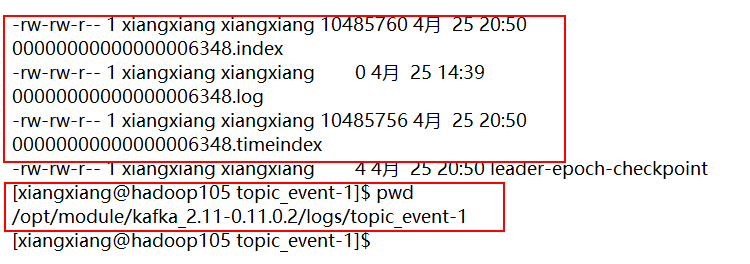 -rw-rw-r-- 1 xiangxiang xiangxiang 10485760 4月  25 20:50
00000000000000006348.index
-rw-rw-r-- 1 xiangxiang xiangxiang        0 4月  25 14:39
00000000000000006348.log
-rw-rw-r-- 1 xiangxiang xiangxiang 10485756 4月  25 20:50
00000000000000006348.timeindex
-rw-rw-r-- 1 xiangxiang xiangxiang        4 4月  25 20:50 leader-epoch-checkpoint
[xiangxiang@hadoop105 topic_event-1]$ pwd
/opt/module/kafka_2.11-0.11.0.2/logs/topic_event-1
[xiangxiang@hadoop105 topic_event-1]$